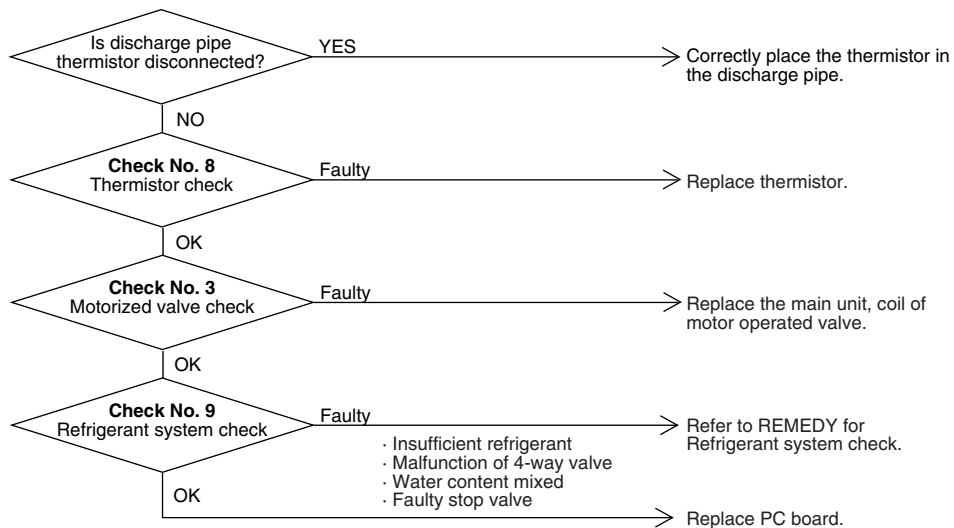 Is discharge pipe
thermistor disconnected?
YES
Correctly place the thermistor in
the discharge pipe.
NO
Check No. 8
Thermistor check
Faulty
Replace thermistor.
OK
Check No. 3
Motorized valve check
Faulty
Replace the main unit, coil of
motor operated valve.
OK
Check No. 9
Refrigerant system check
Faulty
Refer to REMEDY for
Refrigerant system check.
· Insufficient refrigerant
· Malfunction of 4-way valve
· Water content mixed
· Faulty stop valve
OK
Replace PC board.